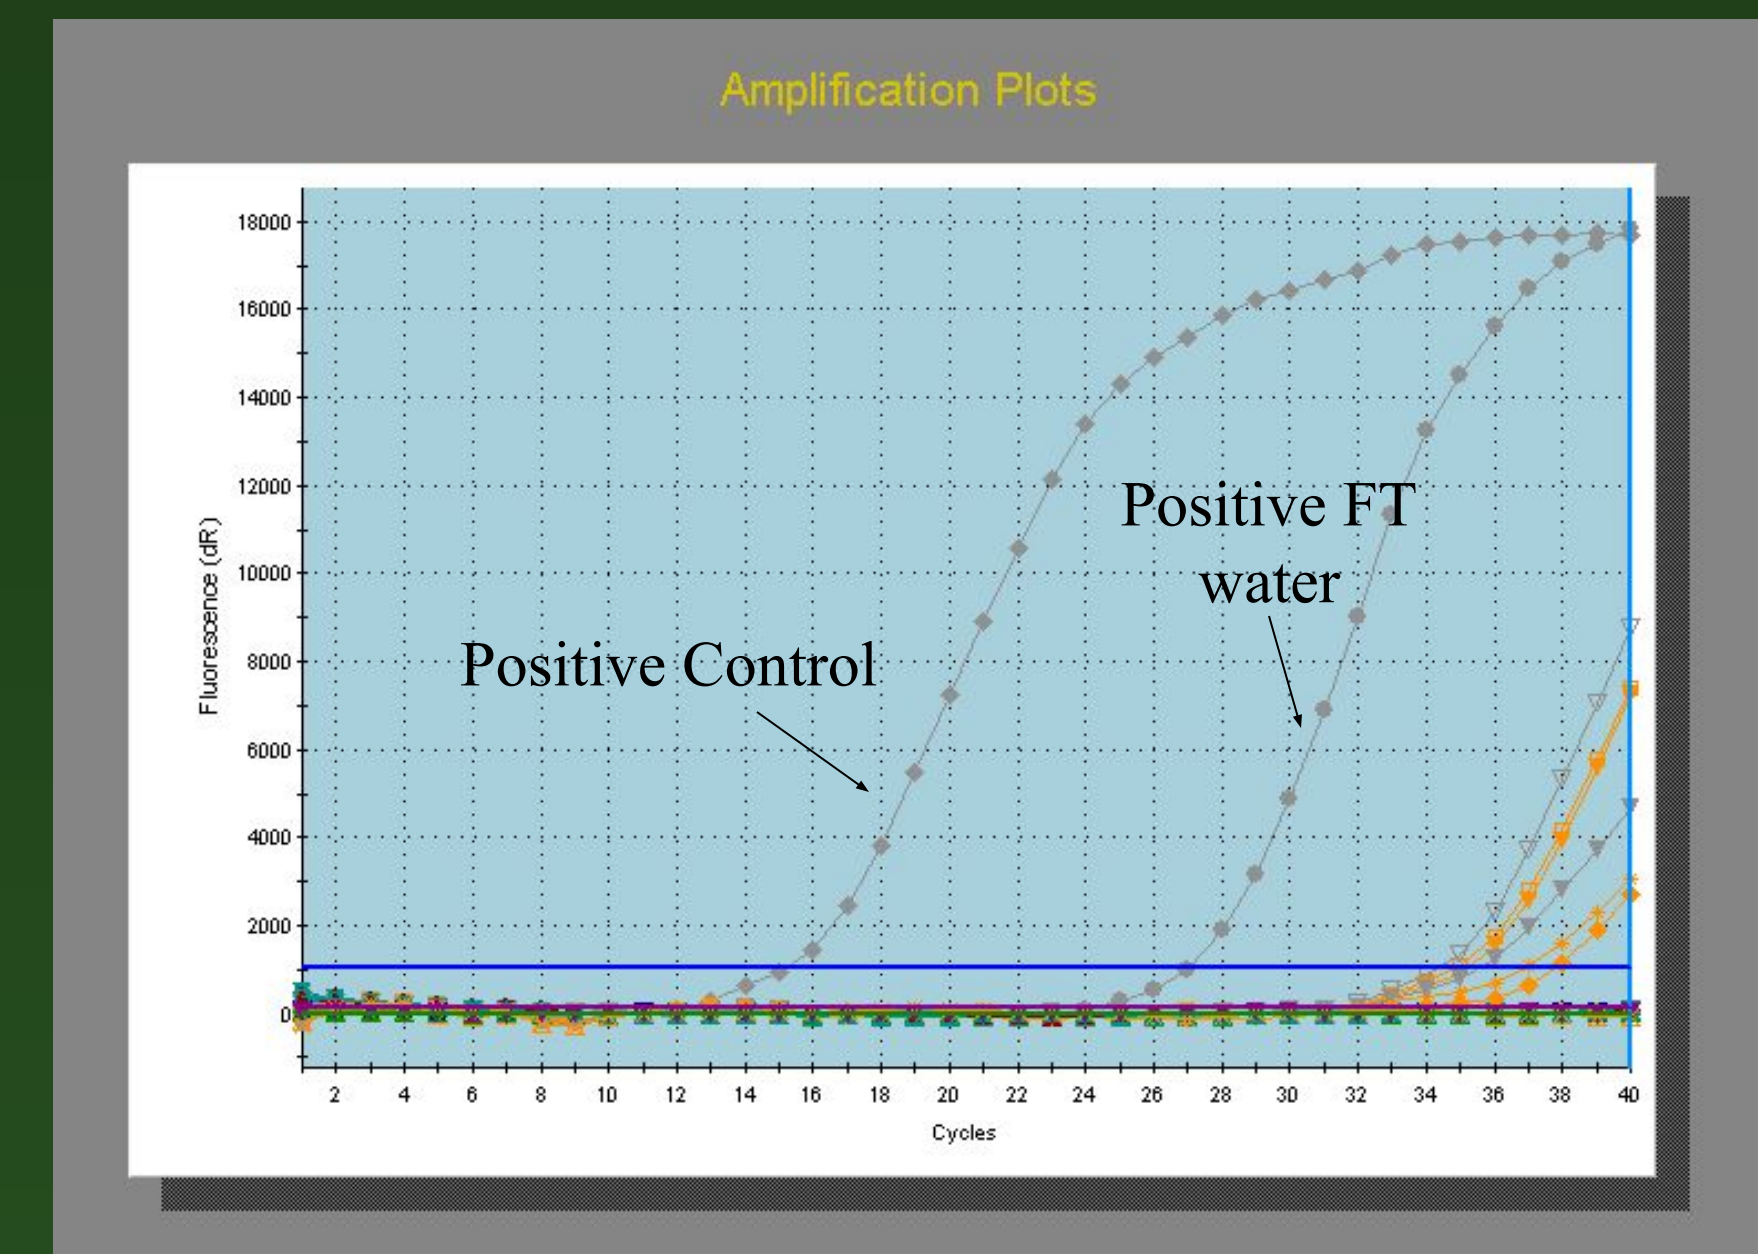 Amplification Plots
18000
16000
14000
12000
10000
8000
6000
4000
2000
0
Fluorescence (dR)
Positive Control
Positive FT
water
2 4 6 8 10 12 14 16 18 20 22 24 26 28 30 32 34 36 38 40
Cycles